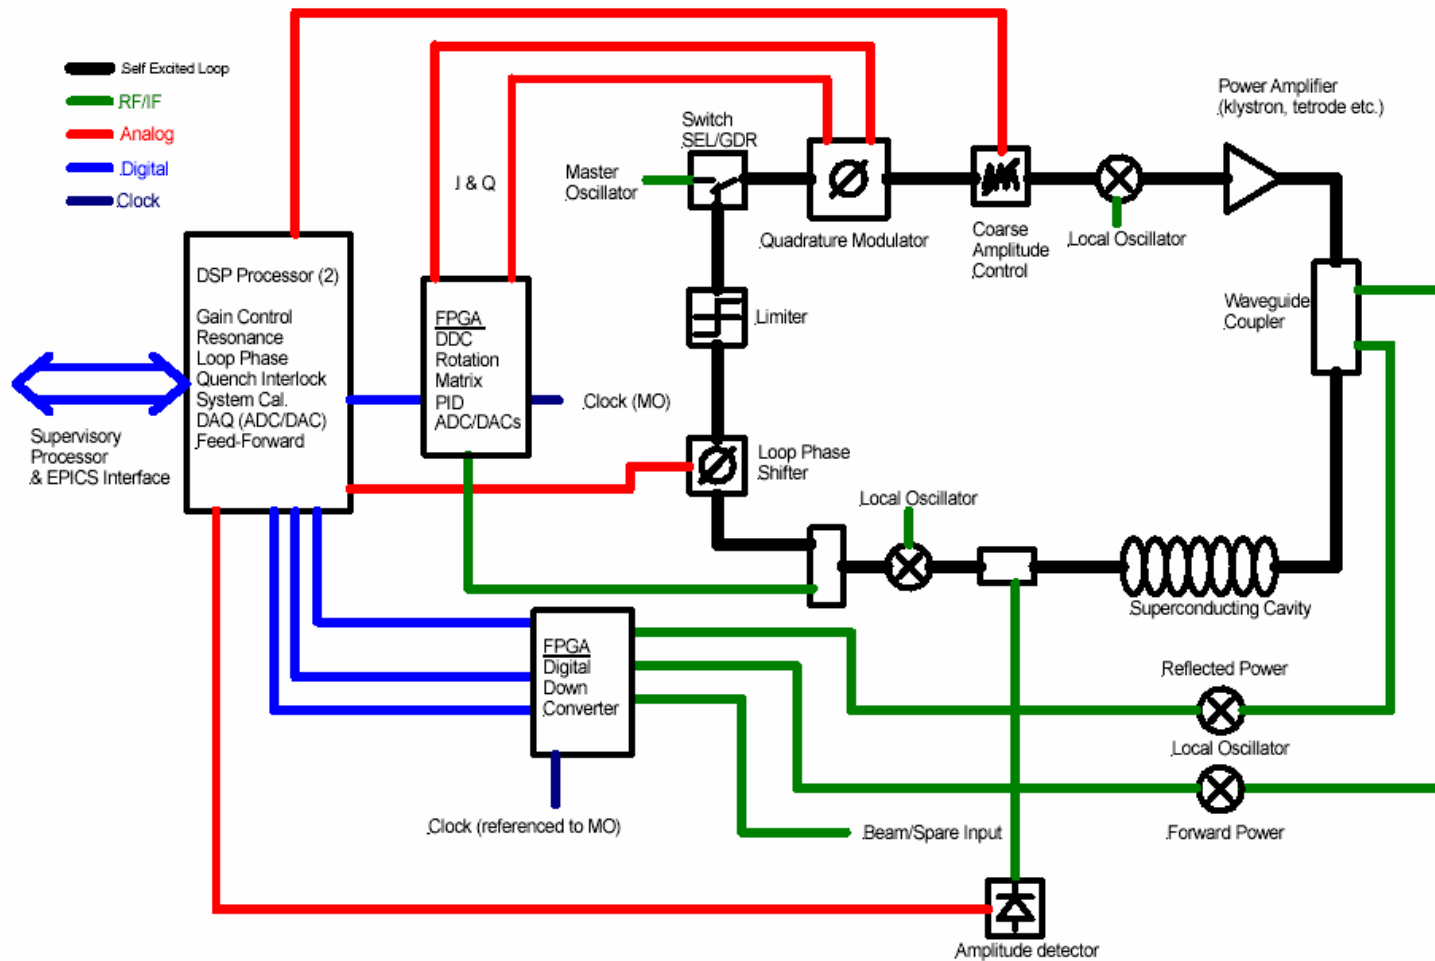 Self Excited Loop
RF/IF
Analog
Digital
Clock
Power Amplifier
(klystron, tetrode etc.)
Switch
SEL/GDR
Master
Oscillator
I & Q
Quadrature Modulator
Coarse
Amplitude
Control
Local Oscillator
DSP Processor (2)
Gain Control
Resonance
Loop Phase
Quench Interlock
System Cal.
DAQ (ADC/DAC)
Feed-Forward
FPGA
DDC
Rotation
Matrix
PID
ADC/DACs
Clock (MO)
Limiter
Waveguide
Coupler
Supervisory
Processor
& EPICS Interface
Loop Phase
Shifter
Local Oscillator
Superconducting Cavity
FPGA
Digital
Down
Converter
Reflected Power
Local Oscillator
Clock (referenced to MO)
Beam/Spare Input
Forward Power
Amplitude detector